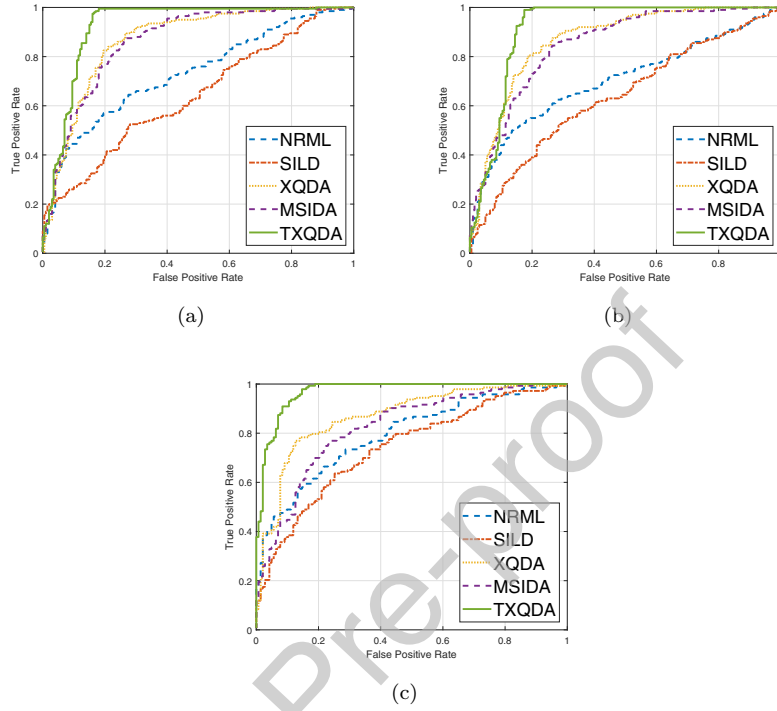 1
0.8
0.6
0.4
0.2
0
True Positive Rate
NRML
SILD
XQDA
MSIDA
TXQDA
0 0.2 0.4 0.6 0.8 1
False Positive Rate
(a)
1
0.8
0.6
0.4
0.2
0
True Positive Rate
NRML
SILD
XQDA
MSIDA
TXQDA
0 0.2 0.4 0.6 0.8
False Positive Rate
(b)
1
0.8
0.6
0.4
0.2
0
True Positive Rate
NRML
SILD
XQDA
MSIDA
TXQDA
0 0.2 0.4 0.6 0.8 1
False Positive Rate
(c)
Pre-proof